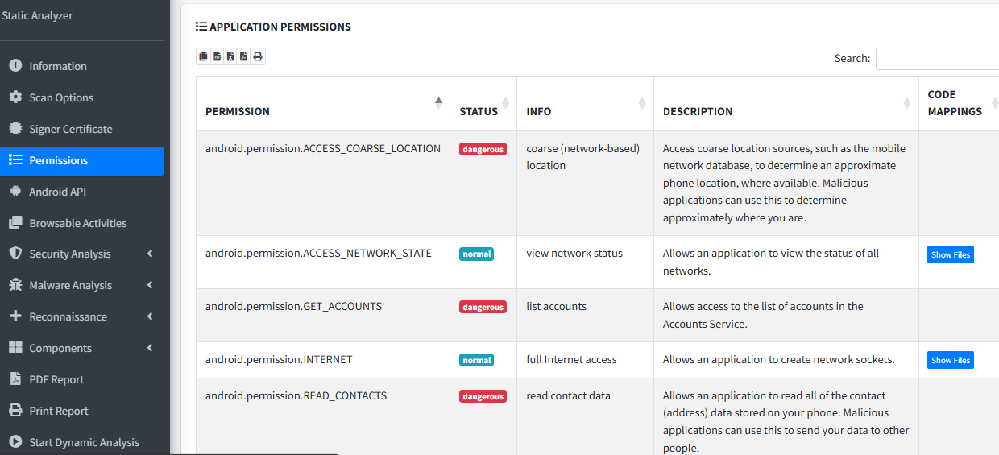 Static Analyzer
Information
Scan Options
Signer Certificate
Permissions
Android API
Browsable Activities
Security Analysis
Malware Analysis
Reconnaissance
Components
PDF Report
Print Report
Start Dynamic Analysis
APPLICATION PERMISSIONS
Search:
PERMISSION
STATUS
INFO
DESCRIPTION
CODE
MAPPINGS
android.permission.ACCESS_COARSE_LOCATION
dangerous
coarse (network-based)
location
Access coarse location sources, such as the mobile
network database, to determine an approximate
phone location, where available. Malicious
applications can use this to determine
approximately where you are.
android.permission.ACCESS_NETWORK_STATE
normal
view network status
Allows an application to view the status of all
networks.
Show Files
android.permission.GET_ACCOUNTS
dangerous
list accounts
Allows access to the list of accounts in the
Accounts Service.
android.permission.INTERNET
normal
full Internet access
Allows an application to create network sockets.
Show Files
android.permission.READ_CONTACTS
dangerous
read contact data
Allows an application to read all of the contact
(address) data stored on your phone. Malicious
applications can use this to send your data to other
people.